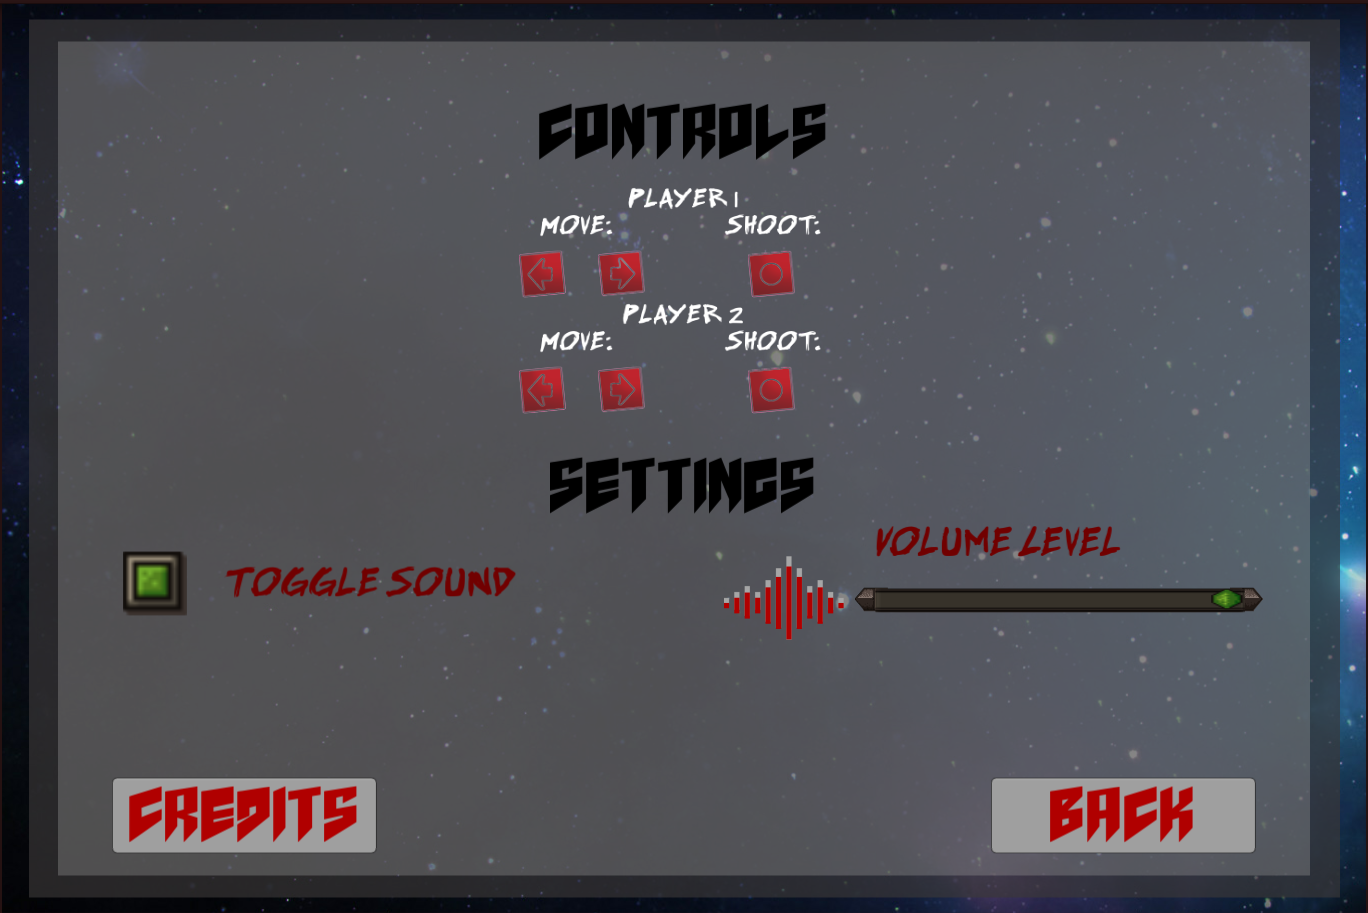 CONTROLS
PLAYER 1
MOVE: SHOOT:
PLAYER 2
MOVE: SHOOT:
SETTINGS
VOLUME LEVEL
TOGGLE SOUND
CREDITS BACK